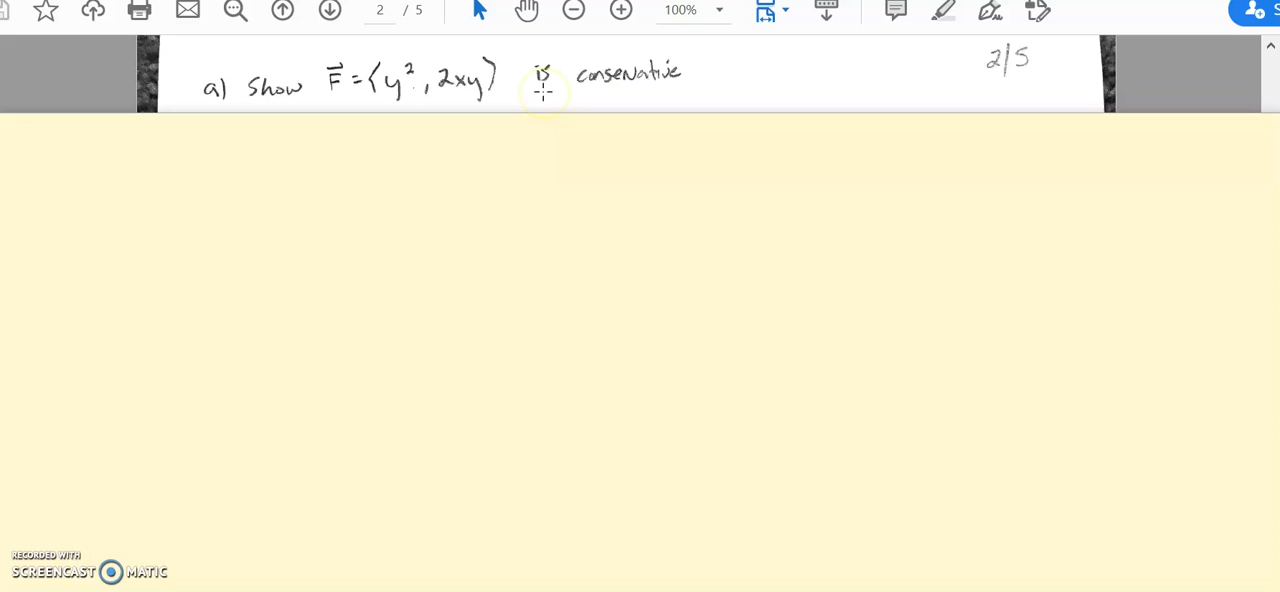 2 / 5
100%
2/5
a) Show F⃗ = ⟨y², 2xy⟩ is conservative
RECORDED WITH
SCREENCAST MATIC